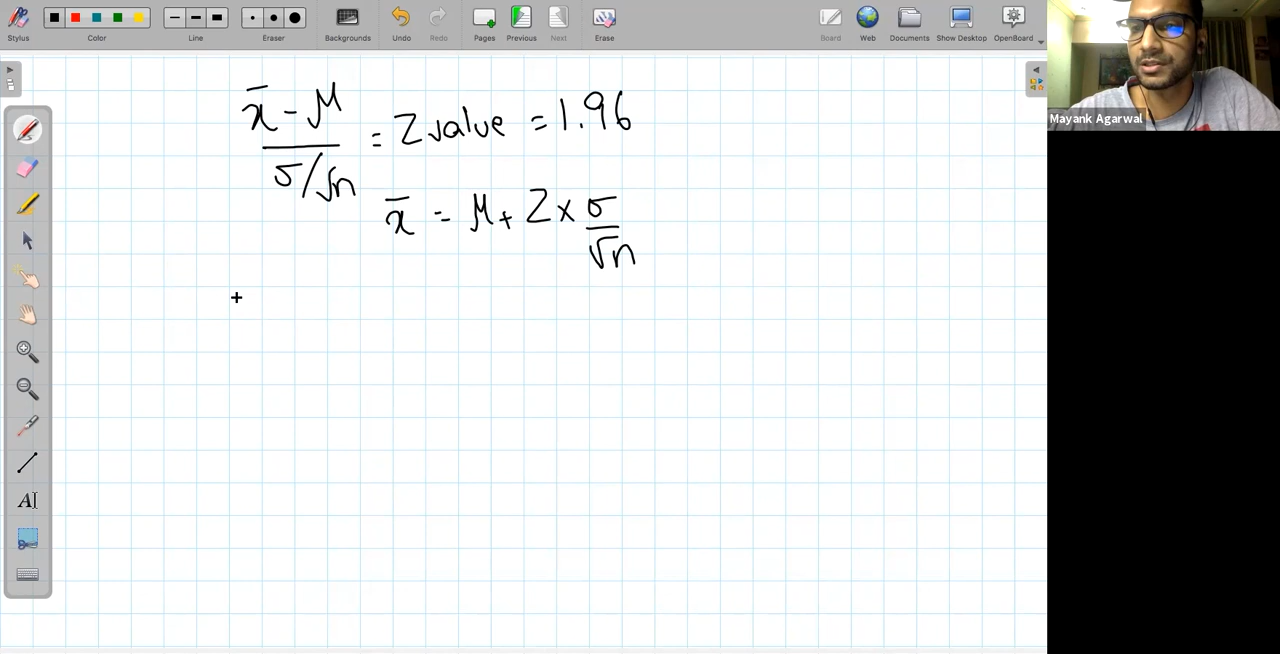 Stylus
Color
Line
Eraser
Backgrounds
Undo
Redo
Pages
Previous
Next
Erase
Board
Web
Documents
Show Desktop
OpenBoard
Mayank Agarwal
x̄ - μ / σ/√n = Z value = 1.96
x̄ = μ + Z × σ/√n
AI